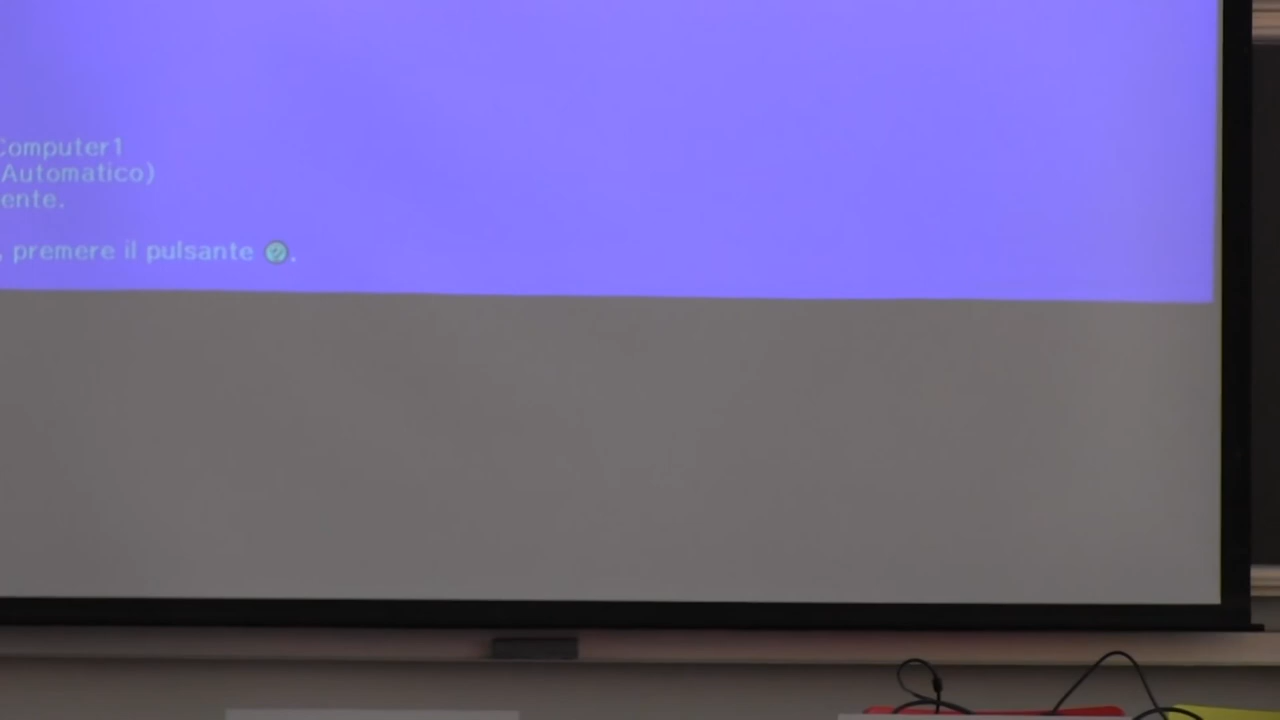 Computer1
Automatico)
ente.
, premere il pulsante ?.